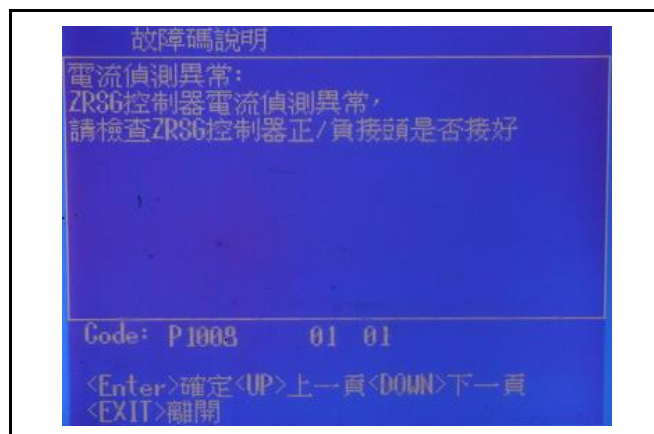 故障碼說明
電流偵測異常:
ZRSG控制器電流偵測異常,
請檢查ZRSG控制器正/負接頭是否接好
Code: P1008 01 01
<Enter>確定<UP>上一頁<DOWN>下一頁
<EXIT>離開